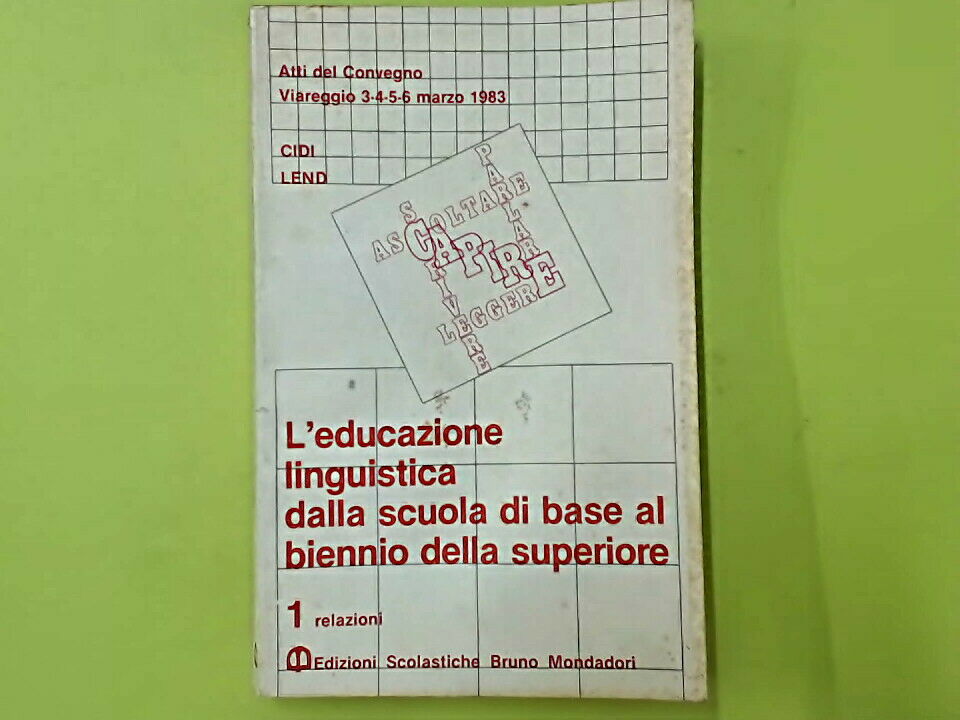 Atti del Convegno
Viareggio 3-4-5-6 marzo 1983
CIDI
LEND
PARLARE
ASCOLTARE
SCRIVERE
CAPIRE
LEGGERE
L'educazione
linguistica
dalla scuola di base al
biennio della superiore
1 relazioni
Edizioni Scolastiche Bruno Mondadori